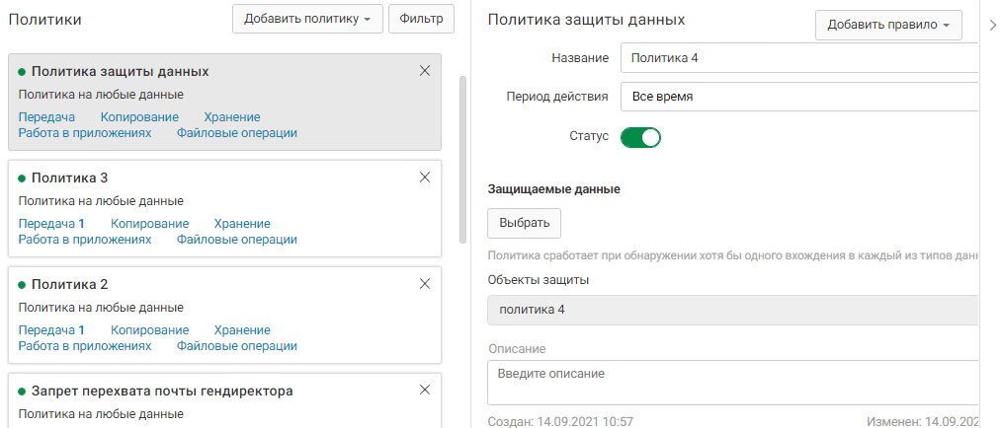 Политики
Добавить политику
Фильтр
Политика защиты данных
Политика на любые данные
Передача Копирование Хранение
Работа в приложениях Файловые операции
Политика 3
Политика на любые данные
Передача 1 Копирование Хранение
Работа в приложениях Файловые операции
Политика 2
Политика на любые данные
Передача 1 Копирование Хранение
Работа в приложениях Файловые операции
Запрет перехвата почты гендиректора
Политика на любые данные
Политика защиты данных
Добавить правило
Название Политика 4
Период действия Все время
Статус
Защищаемые данные
Выбрать
Политика сработает при обнаружении хотя бы одного вхождения в каждый из типов данн
Объекты защиты
политика 4
Описание
Введите описание
Создан: 14.09.2021 10:57 Изменен: 14.09.202